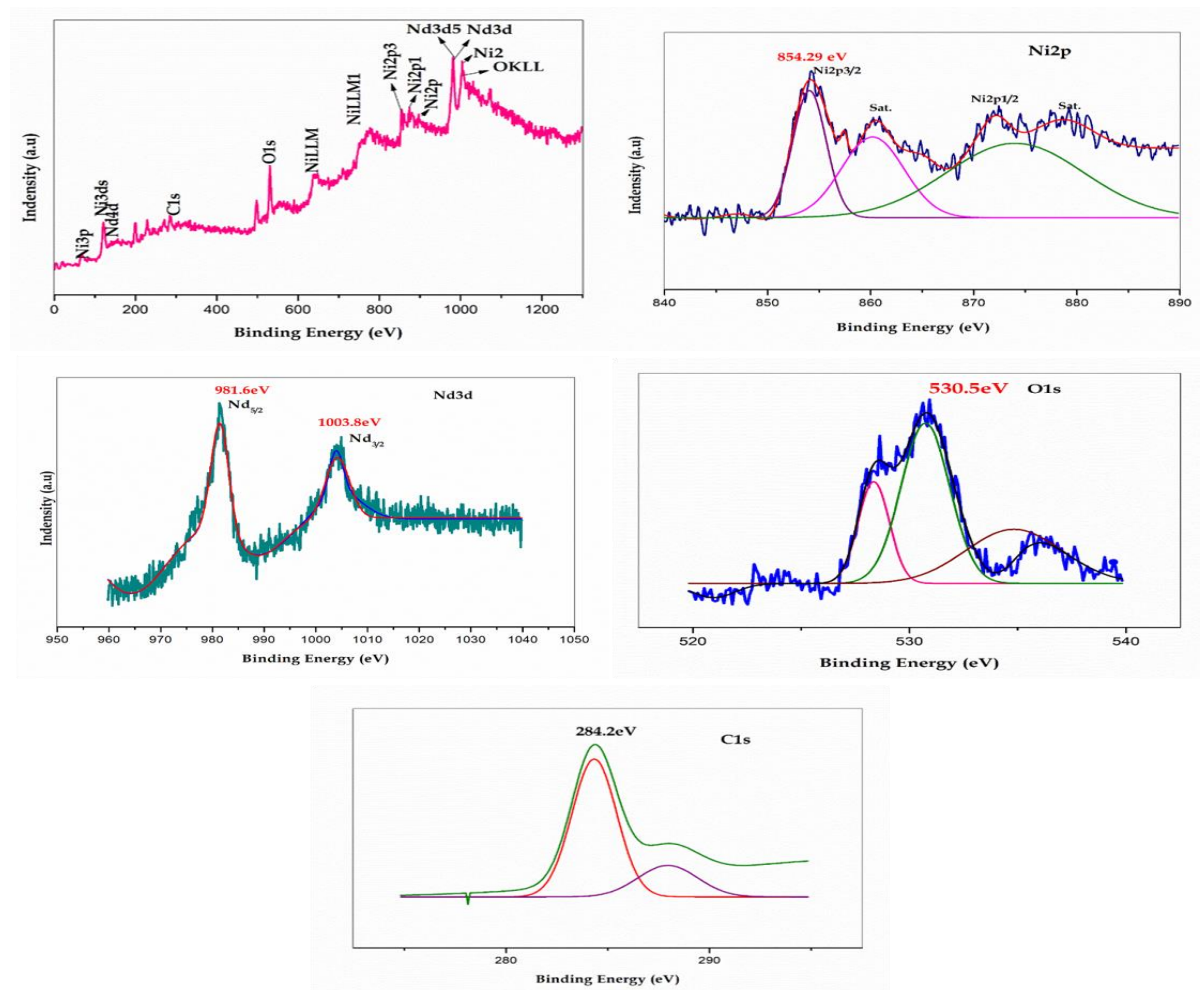 Nd3d5 Nd3d
Ni2
OKLL
Ni2p3
Ni2p1
Ni2p
NiLLM1
NiLLM
O1s
C1s
Ni3ds
Nd4d
Ni3p
Indensity (a.u)
0 200 400 600 800 1000 1200
Binding Energy (eV)
Ni2p
854.29 eV
Ni2p3/2
Sat.
Ni2p1/2
Sat.
Indensity (a.u)
840 850 860 870 880 890
Binding Energy (eV)
981.6eV
Nd5/2
Nd3d
1003.8eV
Nd3/2
Indensity (a.u)
950 960 970 980 990 1000 1010 1020 1030 1040 1050
Binding Energy (eV)
530.5eV O1s
Indensity (a.u)
520 530 540
Binding Energy (eV)
284.2eV
C1s
Indensity (a.u)
280 290
Binding Energy (eV)